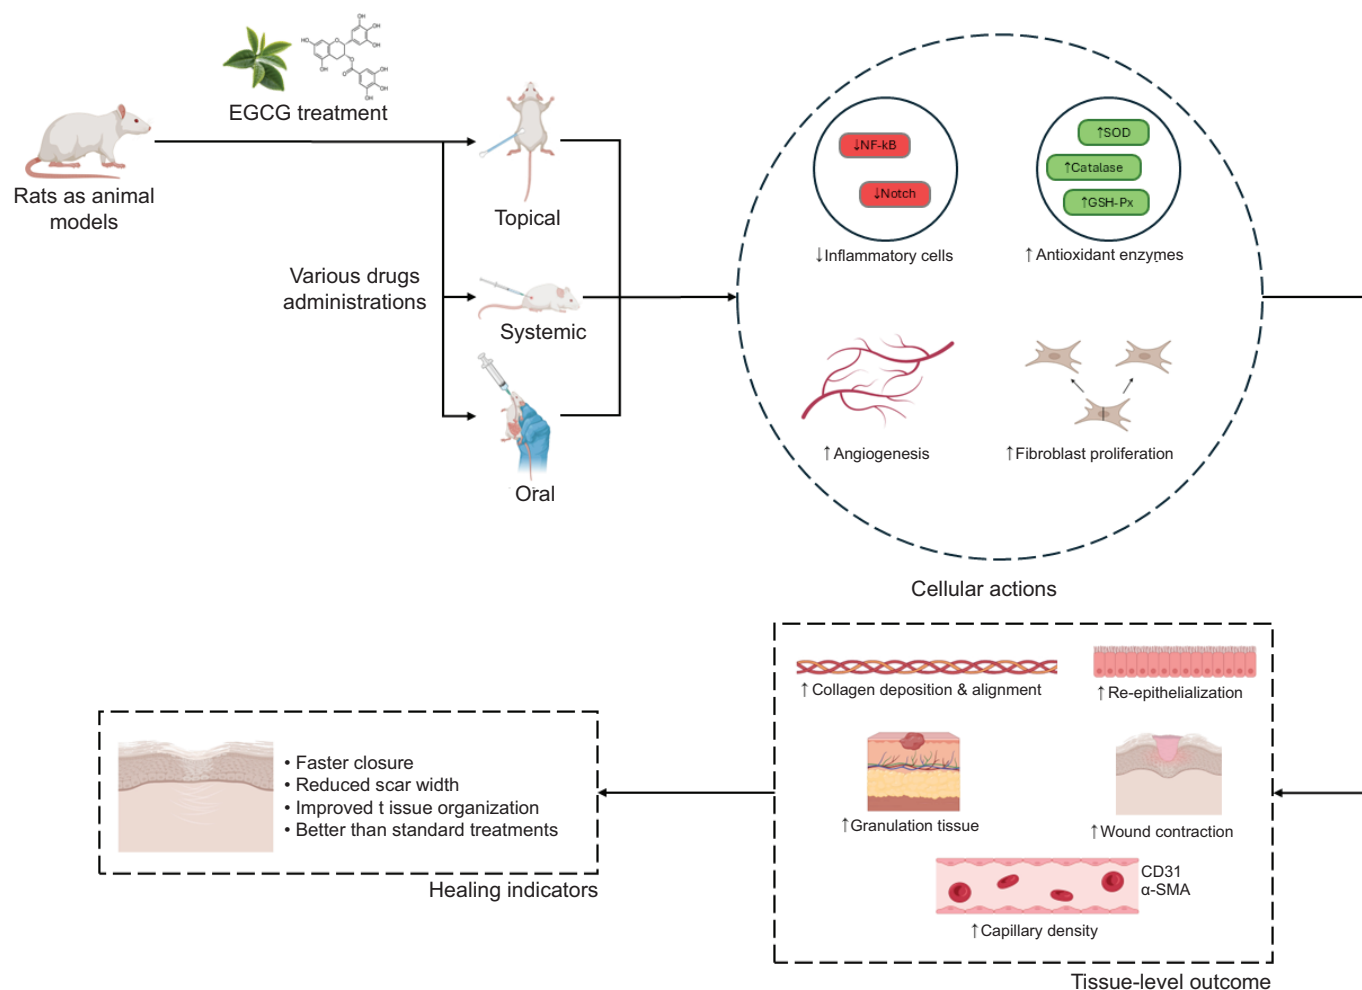 EGCG treatment
Rats as animal
models
Various drugs
administrations
Topical
Systemic
Oral
↓NF-kB
↓Notch
↓Inflammatory cells
↑SOD
↑Catalase
↑GSH-Px
↑Antioxidant enzymes
↑Angiogenesis
↑Fibroblast proliferation
Cellular actions
↑Collagen deposition & alignment
↑Re-epithelialization
↑Granulation tissue
↑Wound contraction
CD31
α-SMA
↑Capillary density
Tissue-level outcome
• Faster closure
• Reduced scar width
• Improved t issue organization
• Better than standard treatments
Healing indicators